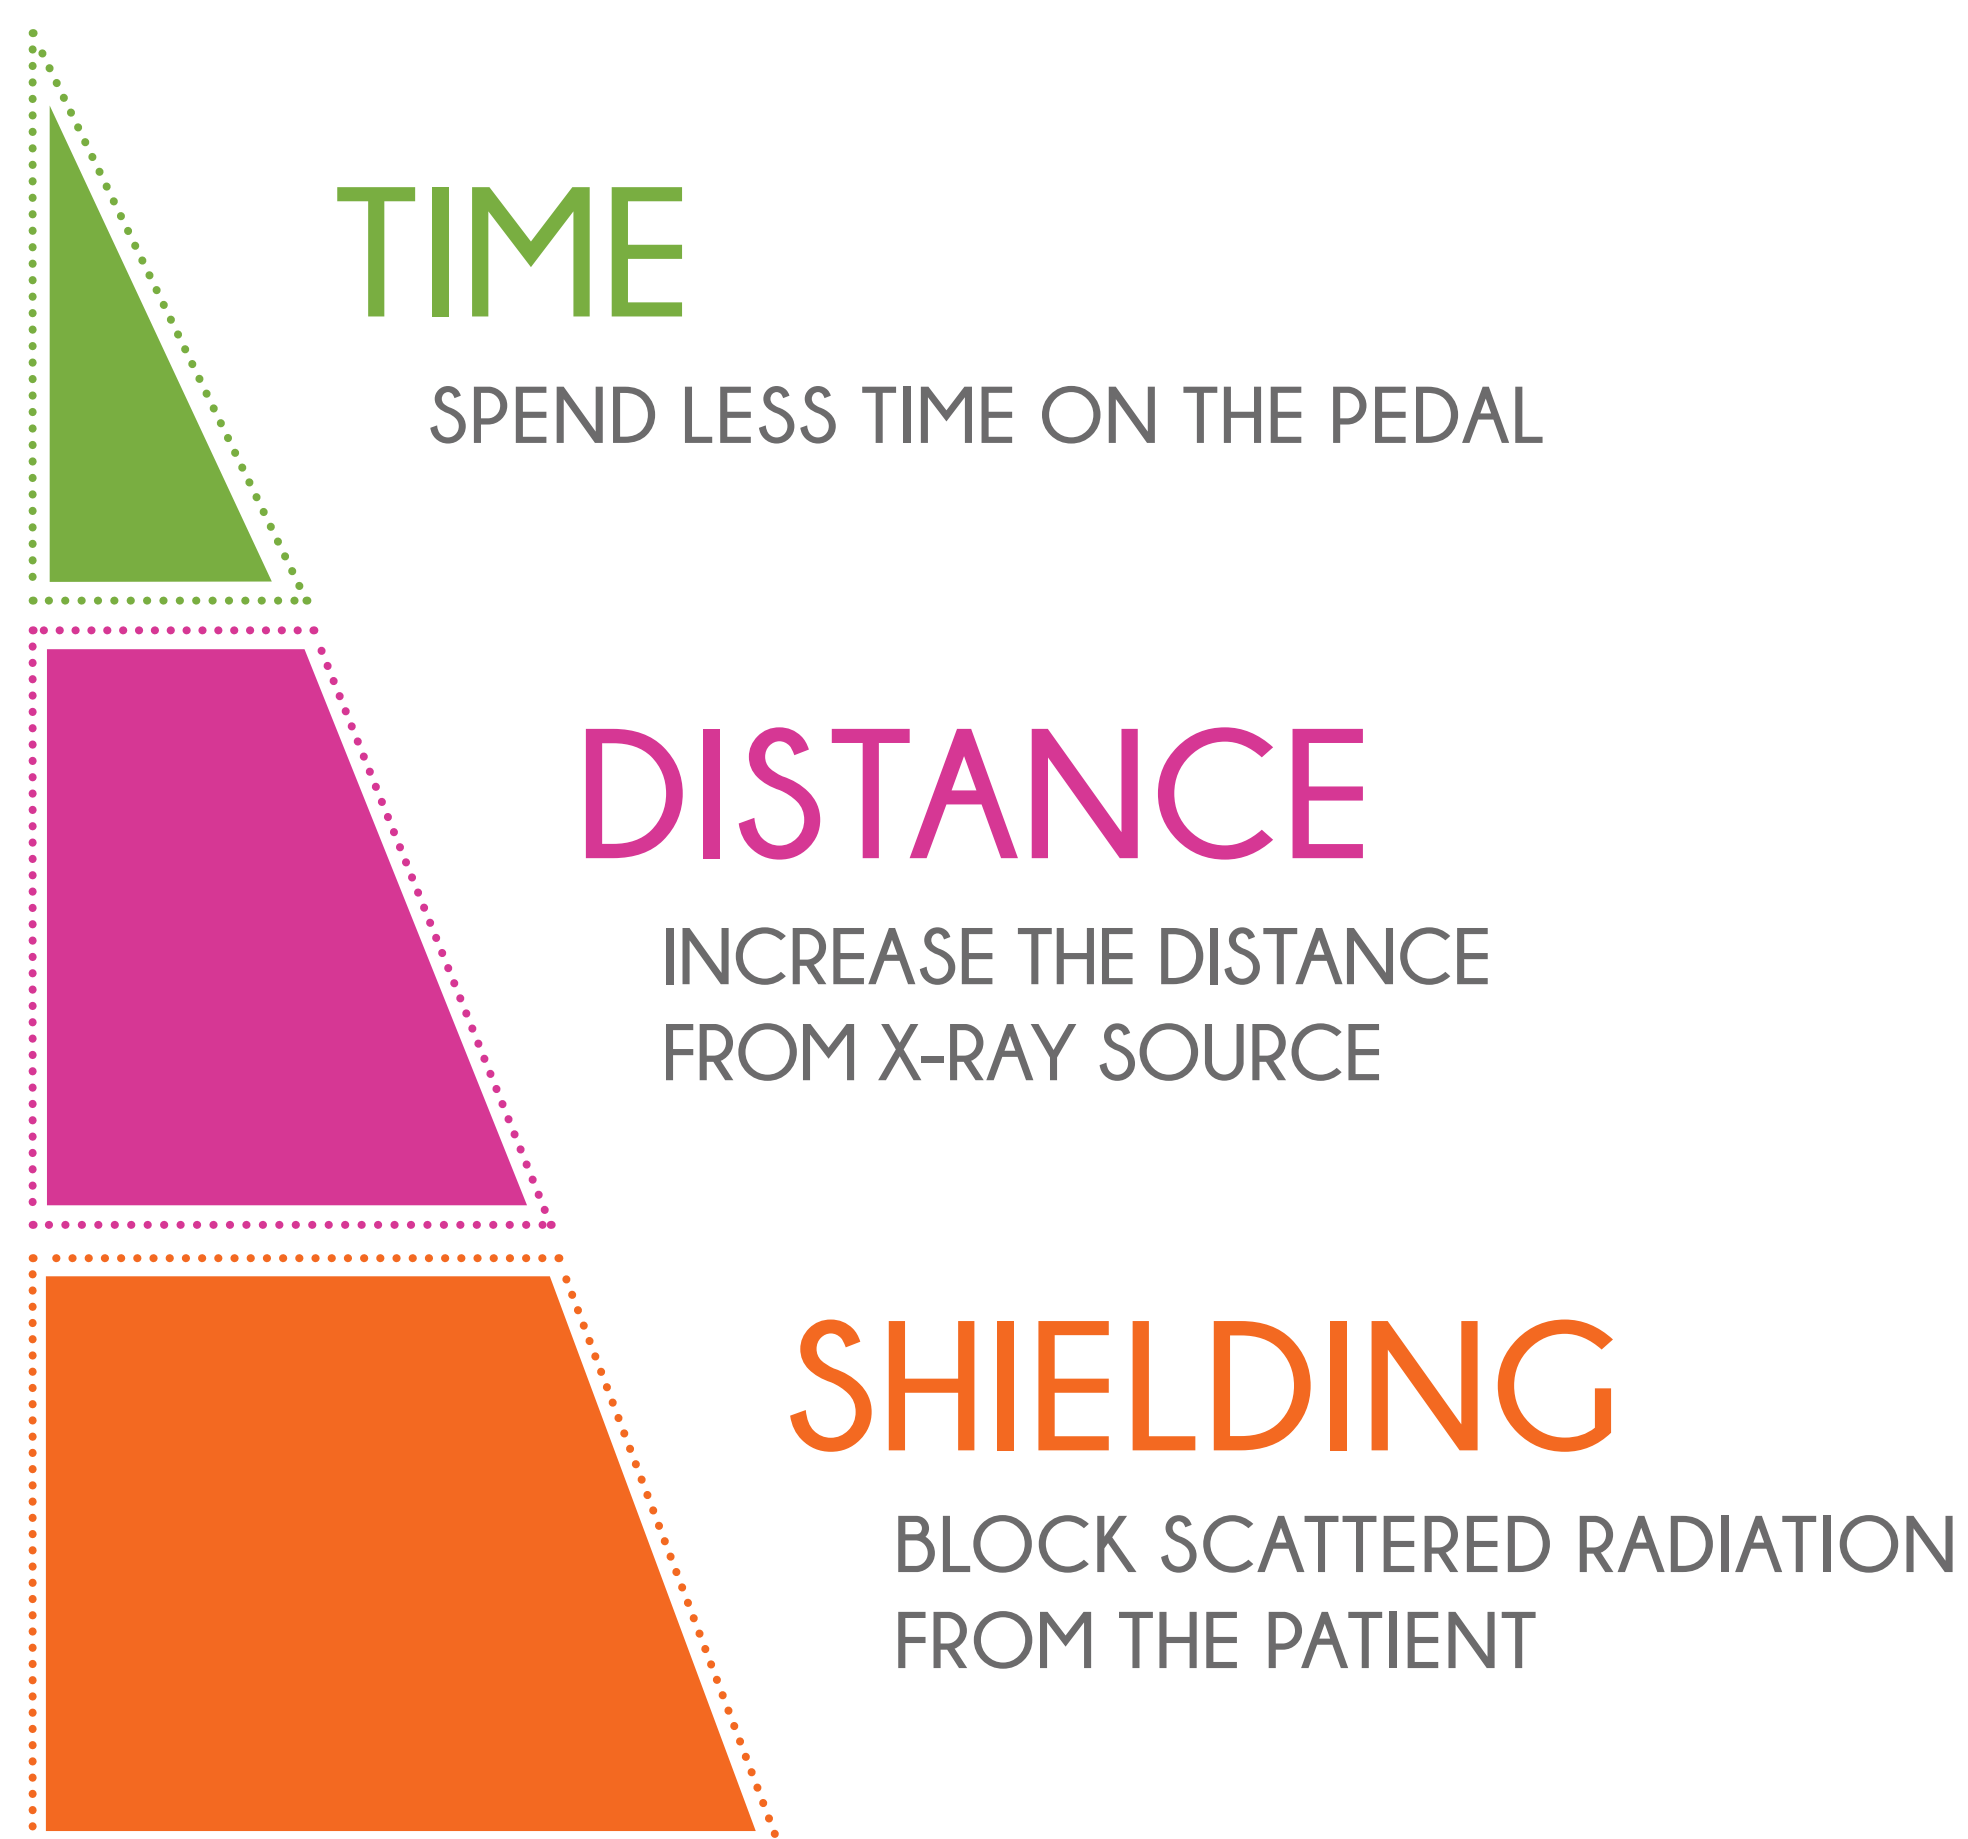 TIME
SPEND LESS TIME ON THE PEDAL
DISTANCE
INCREASE THE DISTANCE
FROM X-RAY SOURCE
SHIELDING
BLOCK SCATTERED RADIATION
FROM THE PATIENT